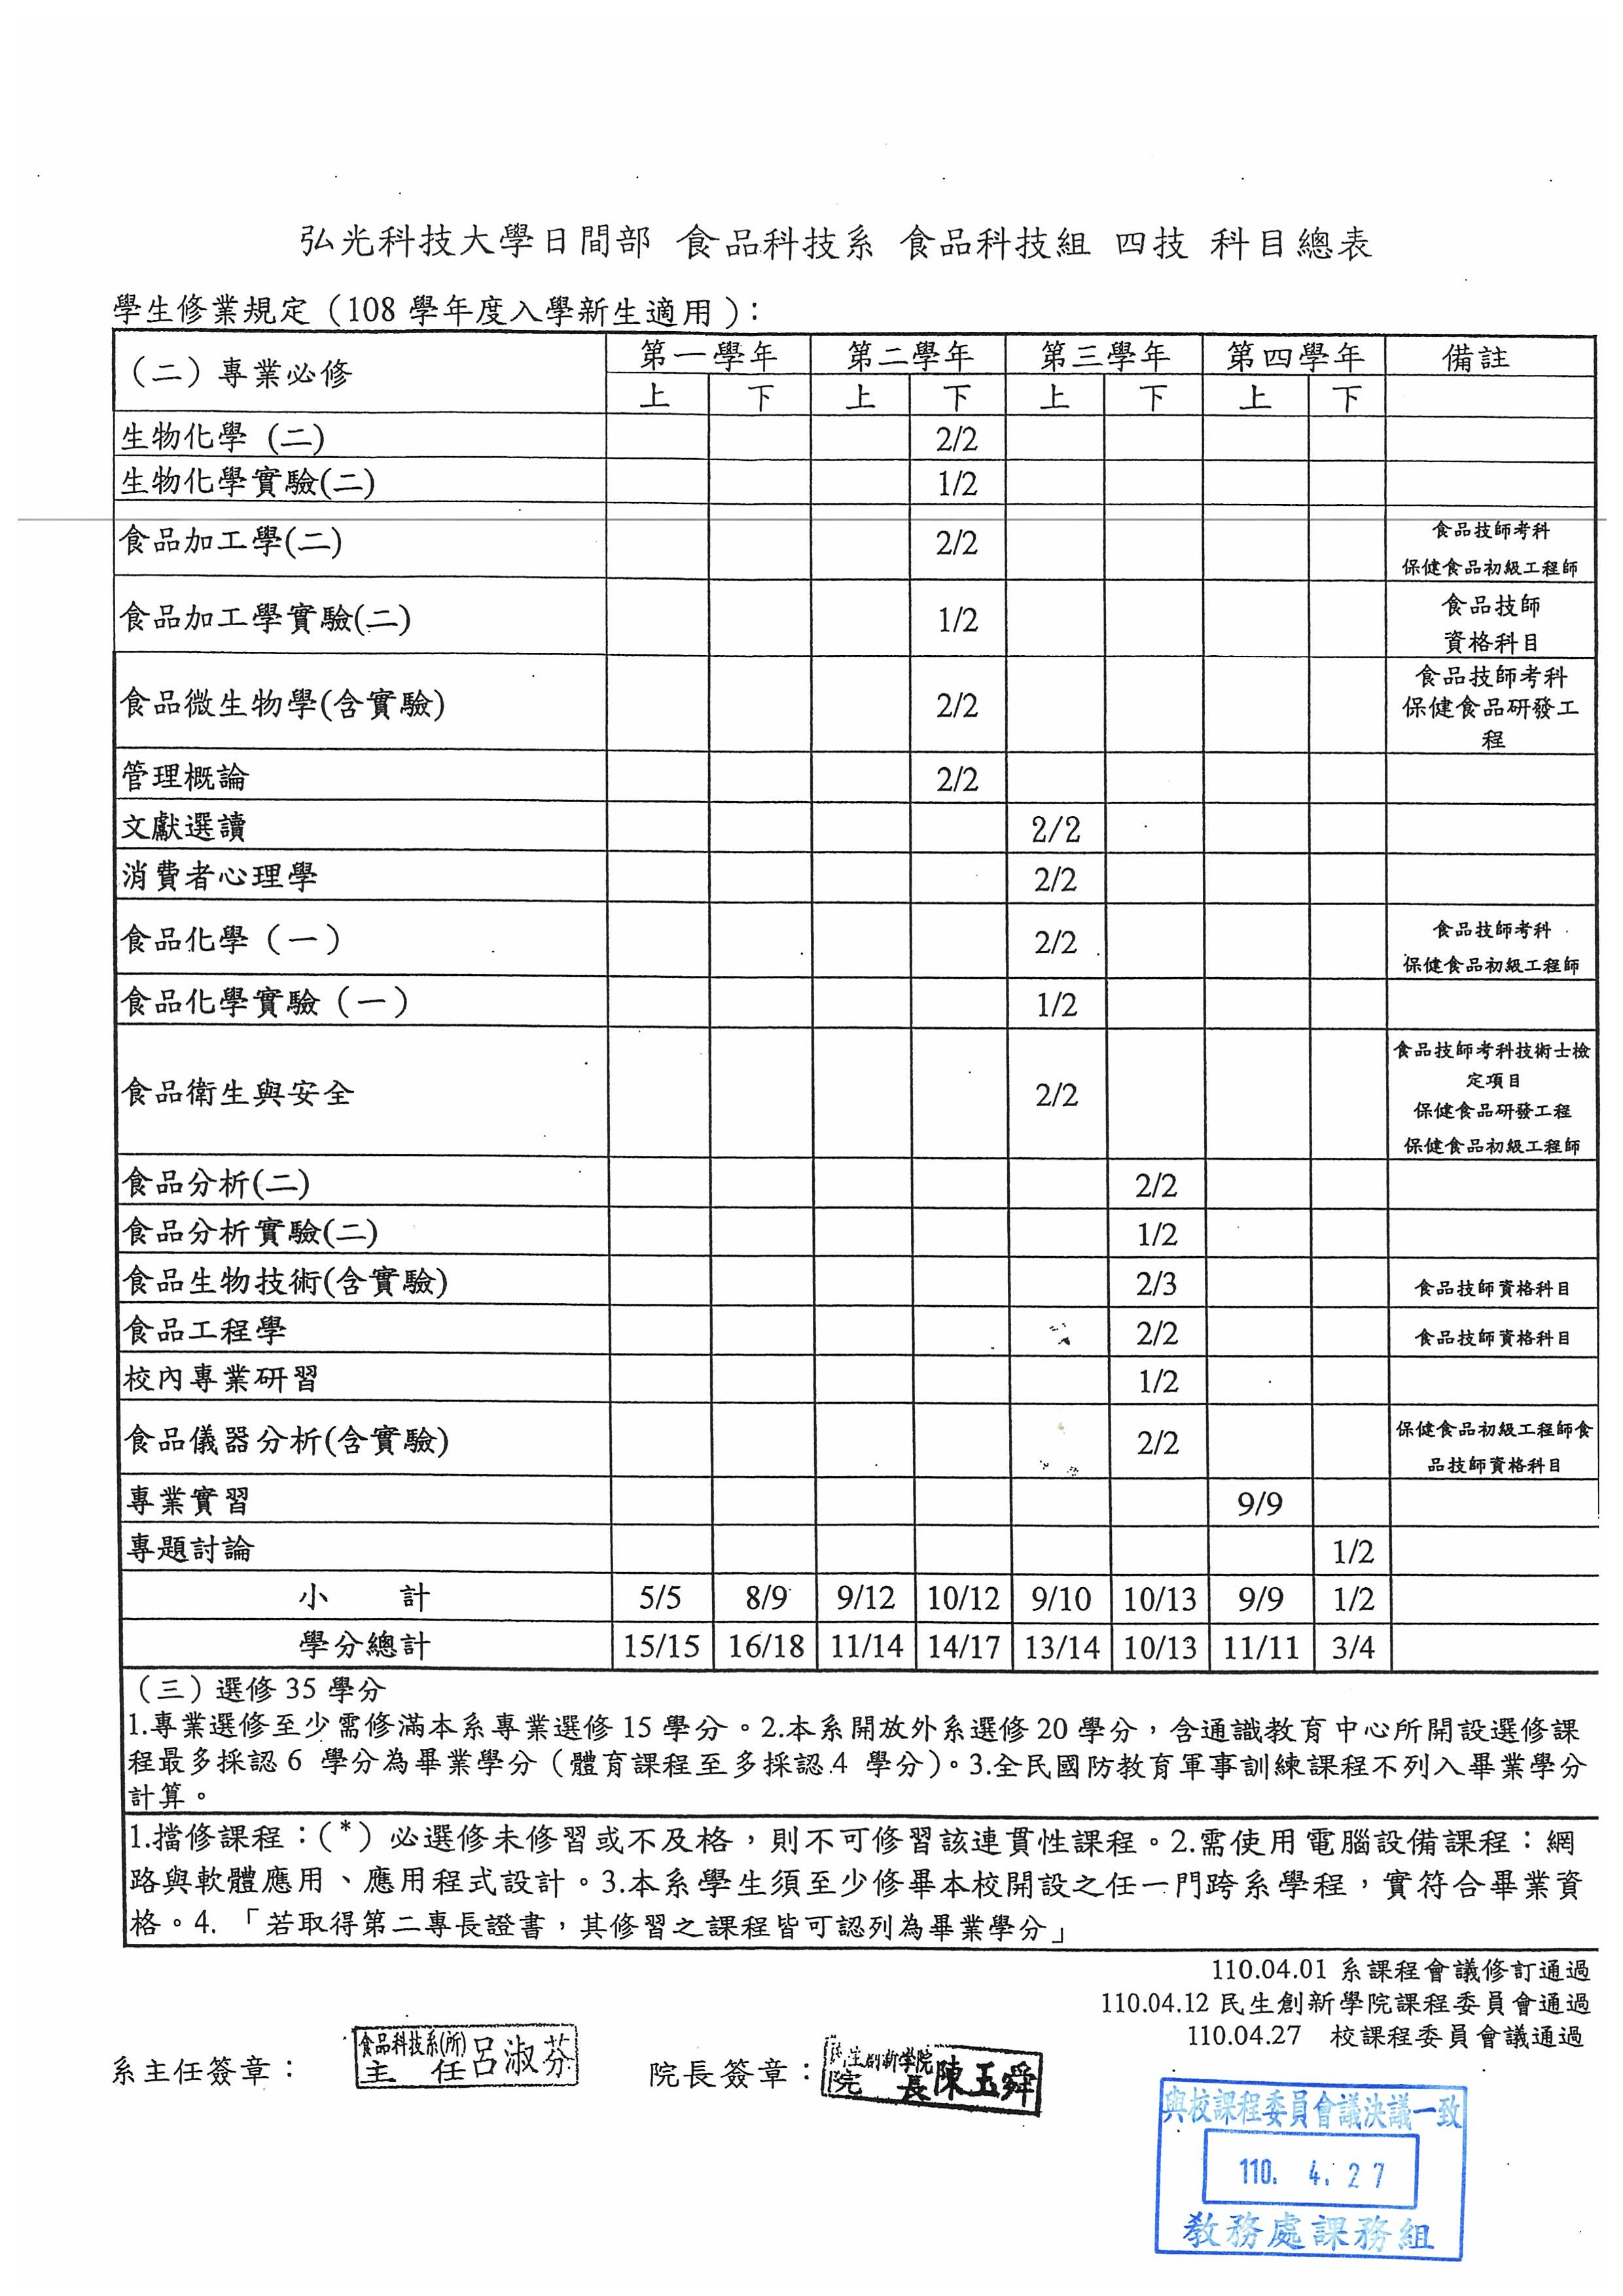 弘光科技大學日間部 食品科技系 食品科技組 四技 科目總表
學生修業規定（108 學年度入學新生適用）：
（二）專業必修 第一學年 第二學年 第三學年 第四學年 備註
上 下 上 下 上 下 上 下
生物化學 (二) 2/2
生物化學實驗(二) 1/2
食品加工學(二) 2/2 食品技師考科
保健食品初級工程師
食品加工學實驗(二) 1/2 食品技師
資格科目
食品微生物學(含實驗) 2/2 食品技師考科
保健食品研發工
程
管理概論 2/2
文獻選讀 2/2
消費者心理學 2/2
食品化學（一） 2/2 食品技師考科
保健食品初級工程師
食品化學實驗（一） 1/2
食品衛生與安全 2/2 食品技師考科技術士檢
定項目
保健食品研發工程
保健食品初級工程師
食品分析(二) 2/2
食品分析實驗(二) 1/2
食品生物技術(含實驗) 2/3 食品技師資格科目
食品工程學 2/2 食品技師資格科目
校內專業研習 1/2
食品儀器分析(含實驗) 2/2 保健食品初級工程師食
品技師資格科目
專業實習 9/9
專題討論 1/2
小 計 5/5 8/9 9/12 10/12 9/10 10/13 9/9 1/2
學分總計 15/15 16/18 11/14 14/17 13/14 10/13 11/11 3/4
（三）選修 35 學分
1.專業選修至少需修滿本系專業選修 15 學分。2.本系開放外系選修 20 學分，含通識教育中心所開設選修課
程最多採認 6 學分為畢業學分（體育課程至多採認 4 學分）。3.全民國防教育軍事訓練課程不列入畢業學分
計算。
1.擋修課程：（*）必選修未修習或不及格，則不可修習該連貫性課程。2.需使用電腦設備課程：網
路與軟體應用、應用程式設計。3.本系學生須至少修畢本校開設之任一門跨系學程，實符合畢業資
格。4. 「若取得第二專長證書，其修習之課程皆可認列為畢業學分」
110.04.01 系課程會議修訂通過
110.04.12 民生創新學院課程委員會通過
110.04.27 校課程委員會議通過
系主任簽章： 食品科技系(所)
主 任 呂淑芬
院長簽章： 民生創新學院
院 長 陳玉舜
與校課程委員會議決議一致
110. 4. 27
教務處課務組